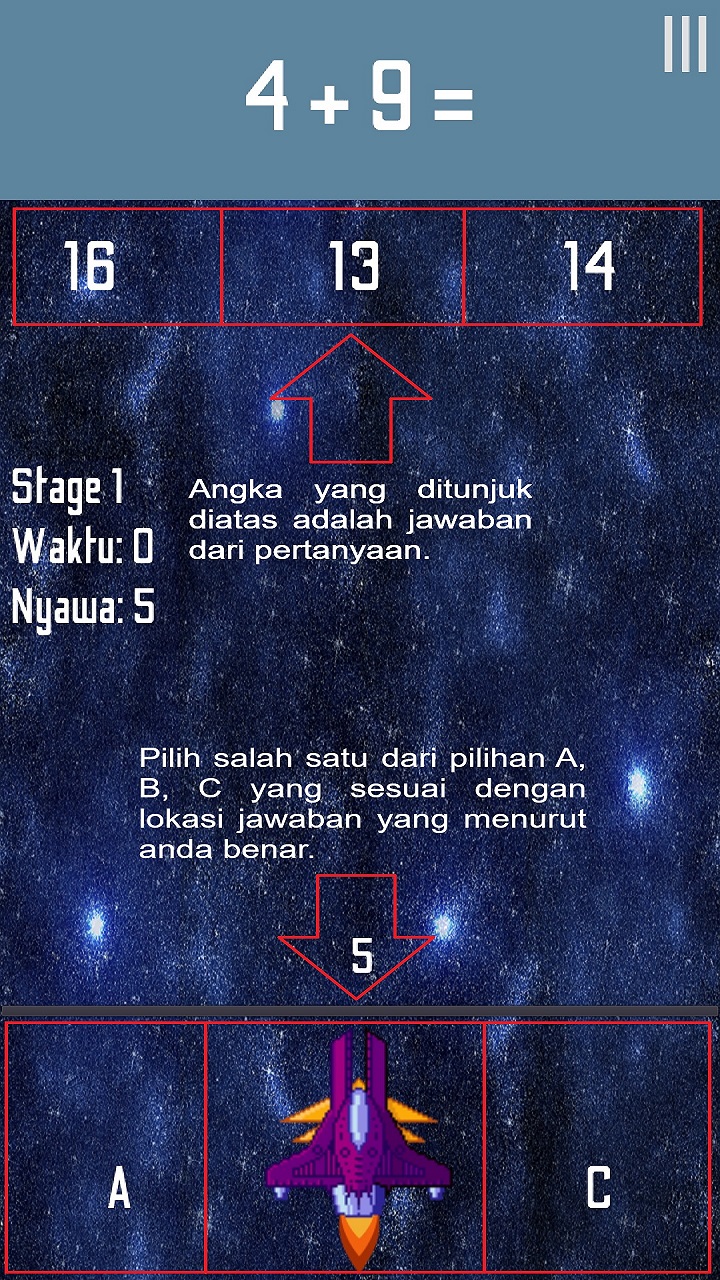 4 + 9 =
16 13 14
Stage 1
Waktu: 0
Nyawa: 5
Angka yang ditunjuk
diatas adalah jawaban
dari pertanyaan.
Pilih salah satu dari pilihan A,
B, C yang sesuai dengan
lokasi jawaban yang menurut
anda benar.
5
A C